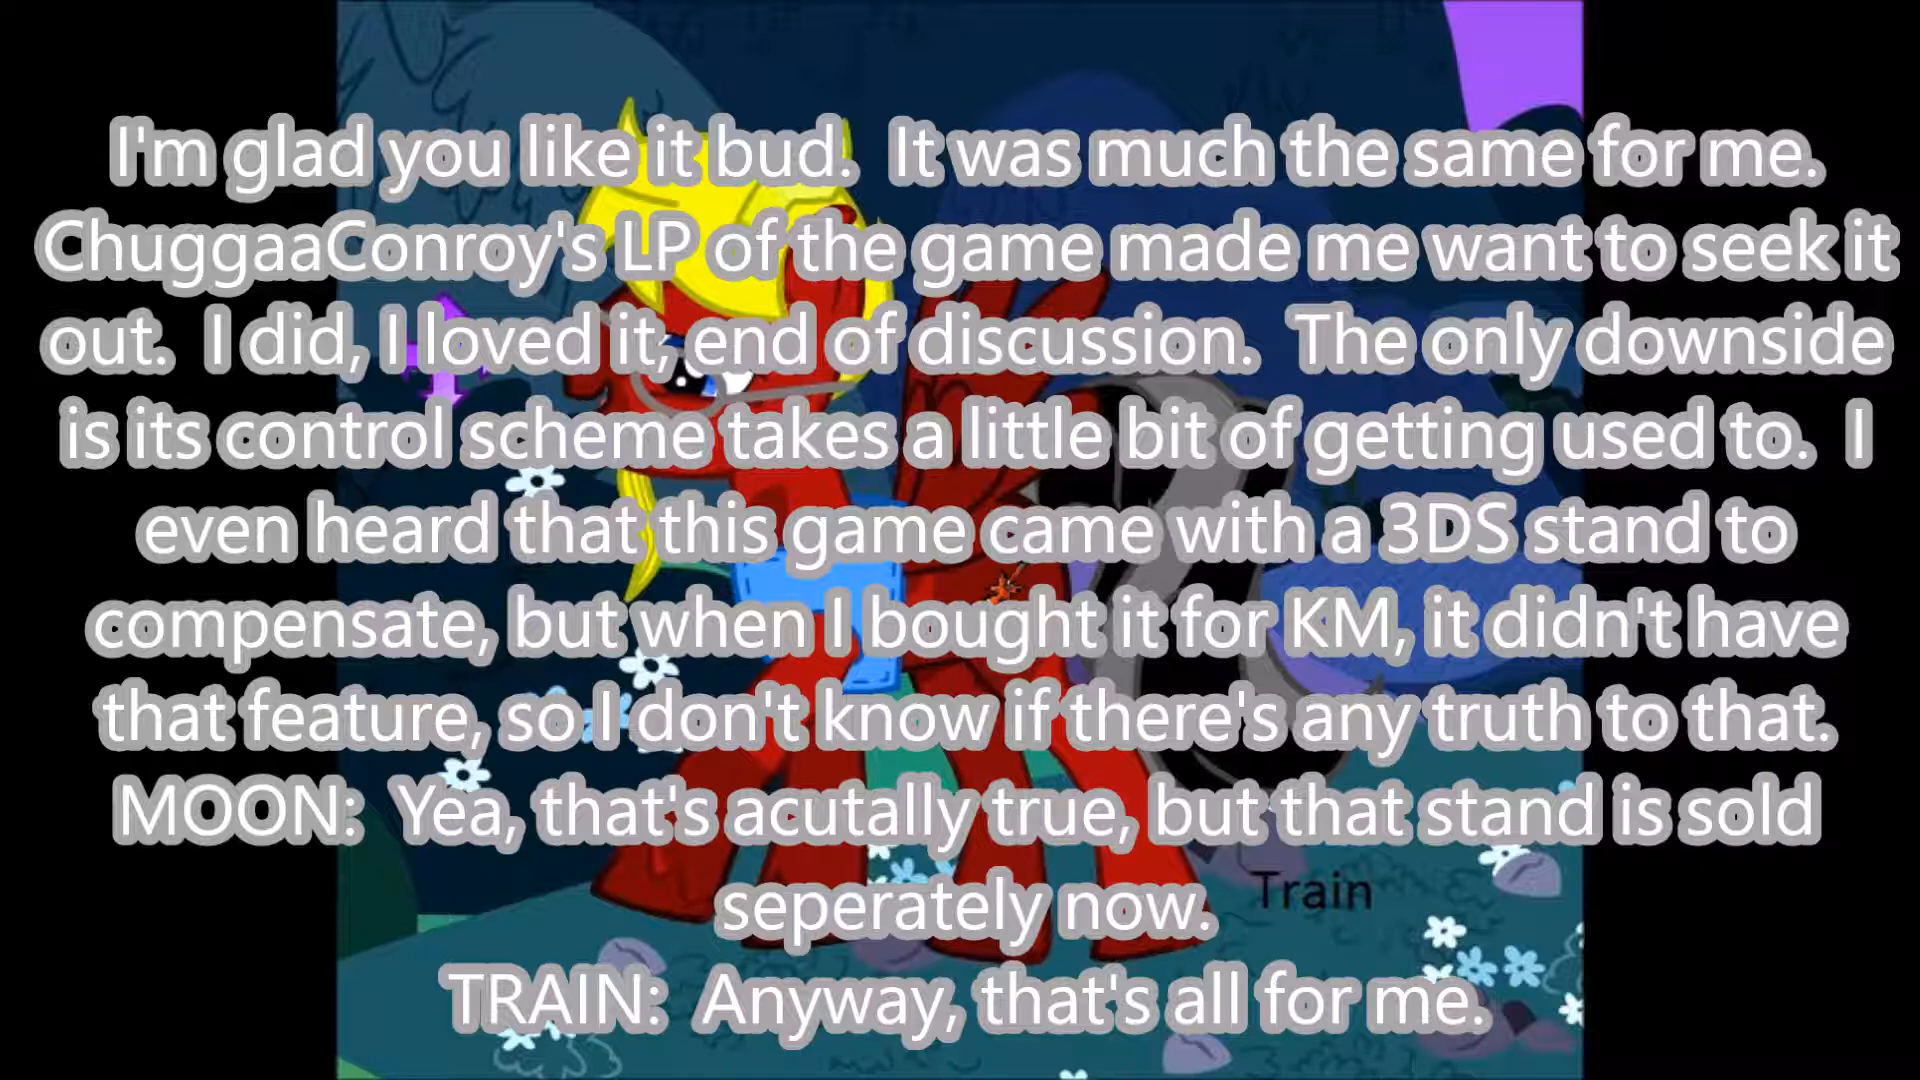 I'm glad you like it bud.  It was much the same for me.
ChuggaaConroy's LP of the game made me want to seek it
out.  I did, I loved it, end of discussion.  The only downside
is its control scheme takes a little bit of getting used to.  I
even heard that this game came with a 3DS stand to
compensate, but when I bought it for KM, it didn't have
that feature, so I don't know if there's any truth to that.
MOON:  Yea, that's acutally true, but that stand is sold
seperately now.
Train
TRAIN:  Anyway, that's all for me.